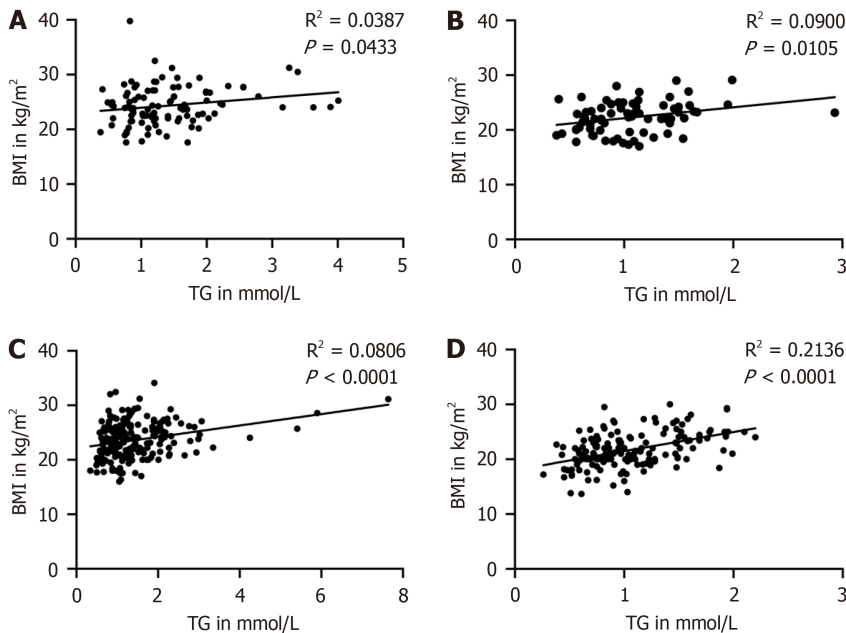 A
R² = 0.0387
P = 0.0433
BMI in kg/m²
40
30
20
10
0
0 1 2 3 4 5
TG in mmol/L
B
R² = 0.0900
P = 0.0105
BMI in kg/m²
40
30
20
10
0
0 1 2 3
TG in mmol/L
C
R² = 0.0806
P < 0.0001
BMI in kg/m²
40
30
20
10
0
0 2 4 6 8
TG in mmol/L
D
R² = 0.2136
P < 0.0001
BMI in kg/m²
40
30
20
10
0
0 1 2 3
TG in mmol/L